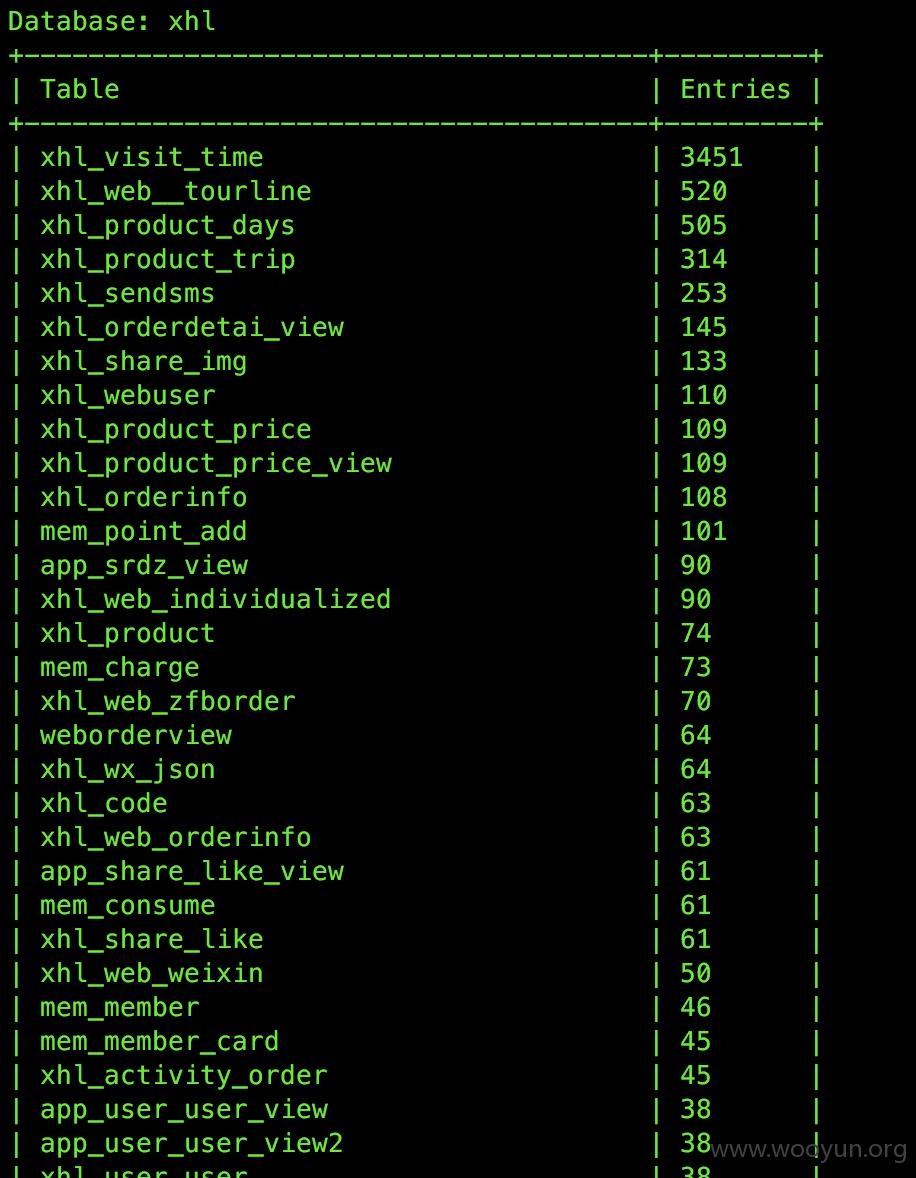 Database: xhl
+---------------------------------------+---------+
| Table                                 | Entries |
+---------------------------------------+---------+
| xhl_visit_time                        | 3451    |
| xhl_web__tourline                     | 520     |
| xhl_product_days                      | 505     |
| xhl_product_trip                      | 314     |
| xhl_sendsms                           | 253     |
| xhl_orderdetai_view                   | 145     |
| xhl_share_img                         | 133     |
| xhl_webuser                           | 110     |
| xhl_product_price                     | 109     |
| xhl_product_price_view                | 109     |
| xhl_orderinfo                         | 108     |
| mem_point_add                         | 101     |
| app_srdz_view                         | 90      |
| xhl_web_individualized                | 90      |
| xhl_product                           | 74      |
| mem_charge                            | 73      |
| xhl_web_zfborder                      | 70      |
| weborderview                          | 64      |
| xhl_wx_json                           | 64      |
| xhl_code                              | 63      |
| xhl_web_orderinfo                     | 63      |
| app_share_like_view                   | 61      |
| mem_consume                           | 61      |
| xhl_share_like                        | 61      |
| xhl_web_weixin                        | 50      |
| mem_member                            | 46      |
| mem_member_card                       | 45      |
| xhl_activity_order                    | 45      |
| app_user_user_view                    | 38      |
| app_user_user_view2                   | 38      |
www.wooyun.org
| xhl_user_user                         | 38      |